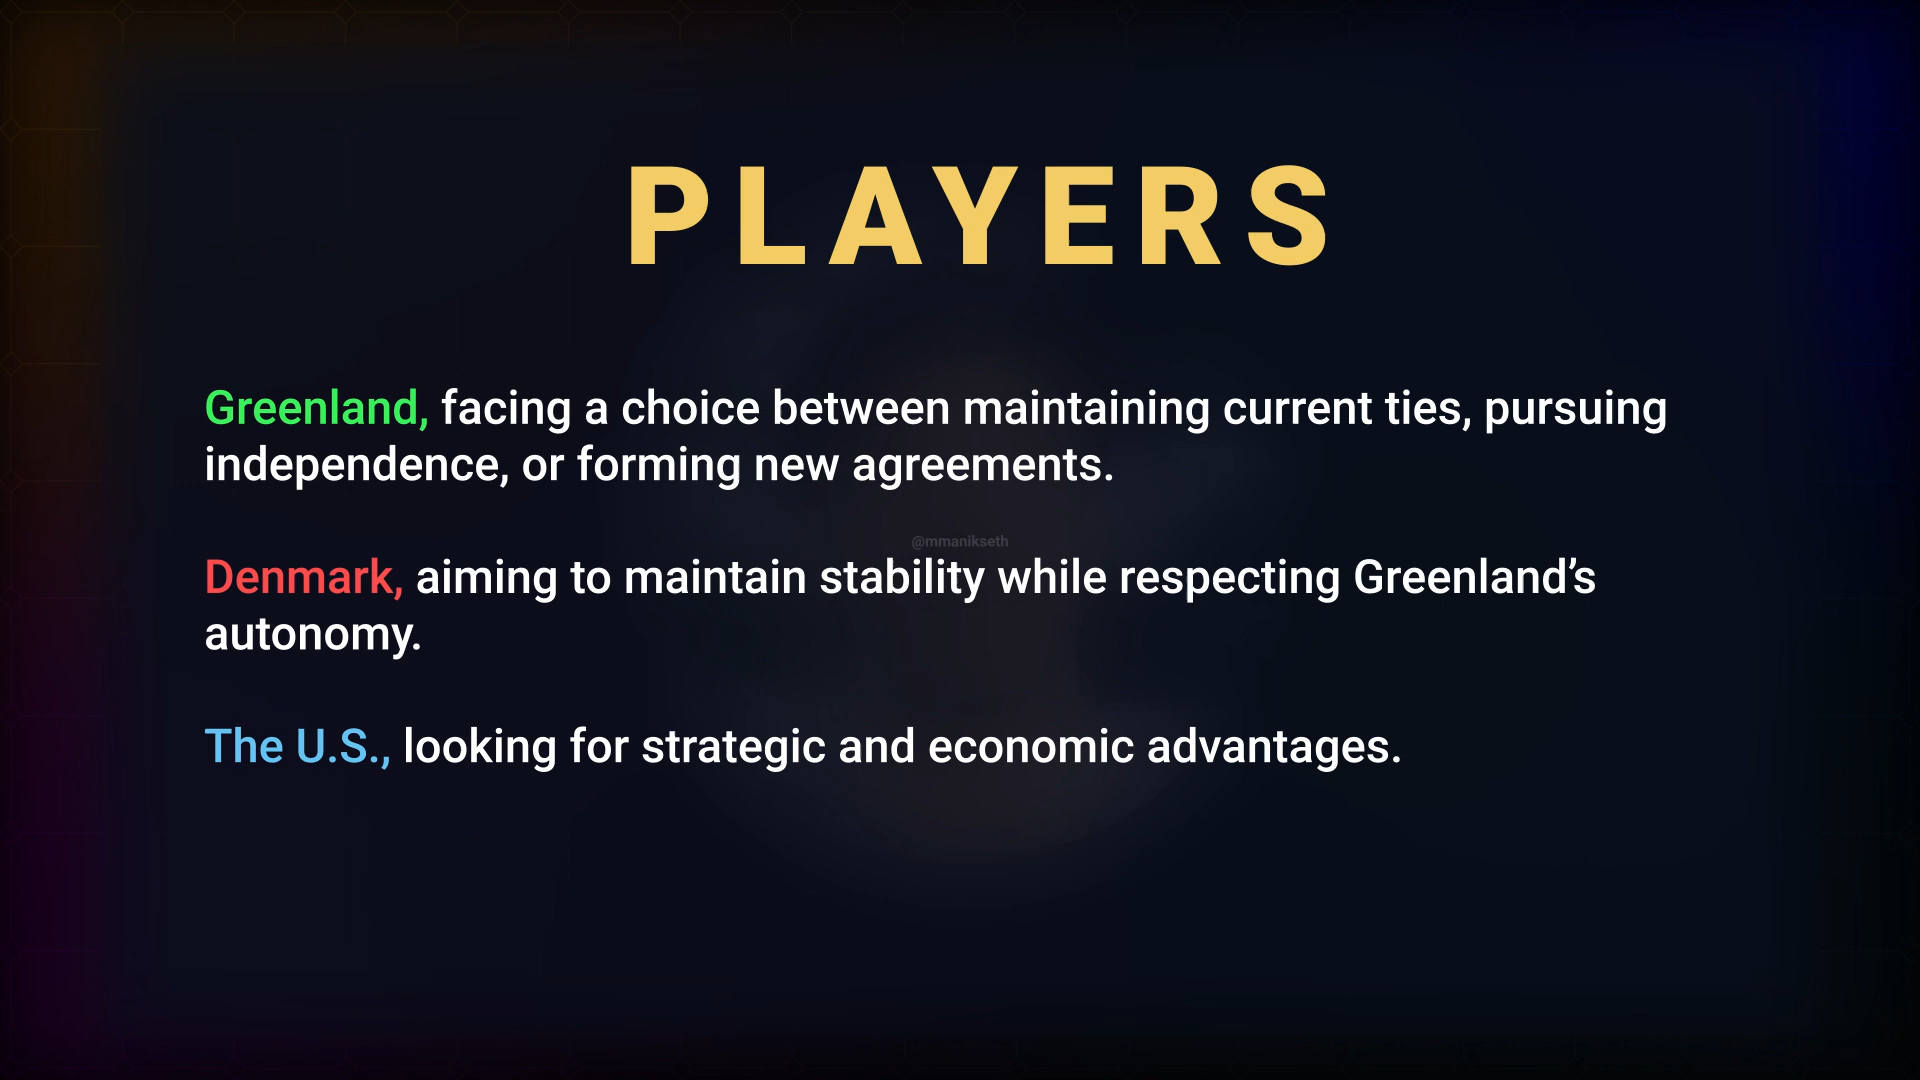 PLAYERS
Greenland, facing a choice between maintaining current ties, pursuing
independence, or forming new agreements.
@mmanikseth
Denmark, aiming to maintain stability while respecting Greenland’s
autonomy.
The U.S., looking for strategic and economic advantages.